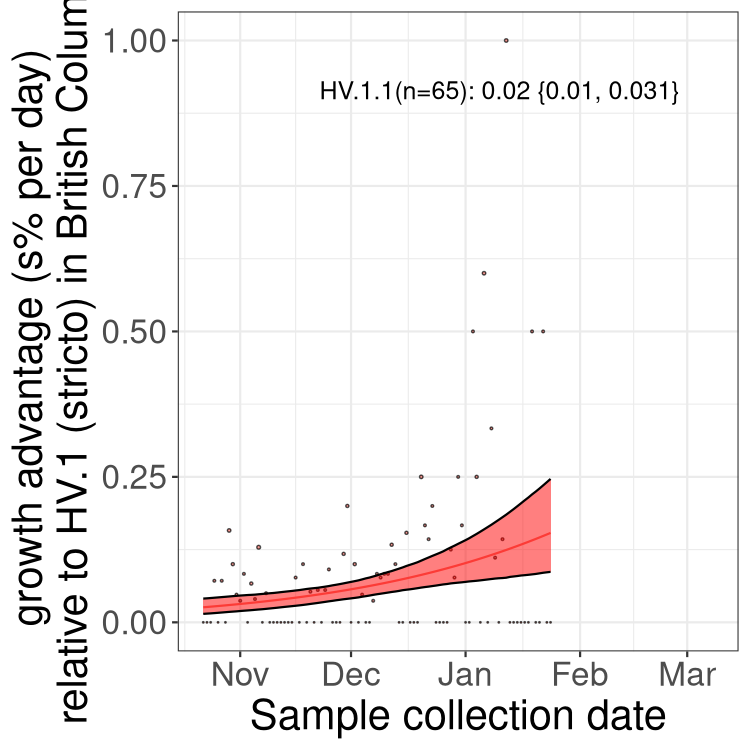 growth advantage (s% per day)
relative to HV.1 (stricto) in British Colum
1.00
0.75
0.50
0.25
0.00
HV.1.1(n=65): 0.02 {0.01, 0.031}
Nov Dec Jan Feb Mar
Sample collection date